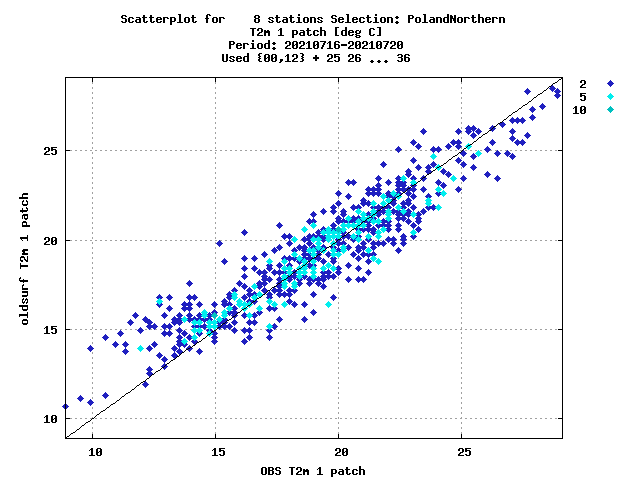 Scatterplot for    8 stations Selection: PolandNorthern
T2m 1 patch [deg C]
Period: 20210716-20210720
Used {00,12} + 25 26 ... 36
2
5
10
25
20
15
10
oldsurf T2m 1 patch
10 15 20 25
OBS T2m 1 patch